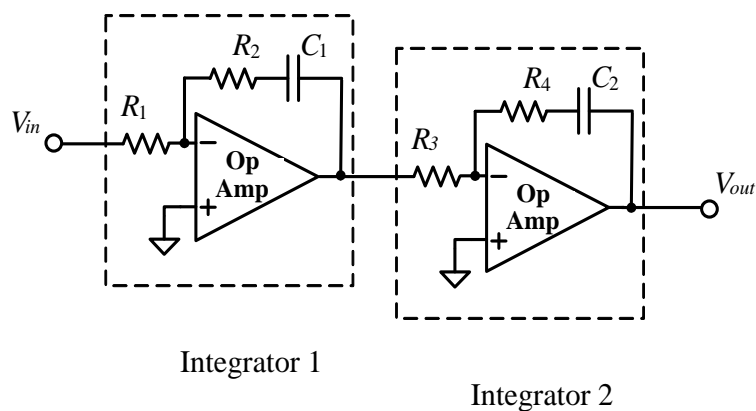 R2
C1
R1
Vin
Op
Amp
R4
C2
R3
Op
Amp
Vout
Integrator 1
Integrator 2